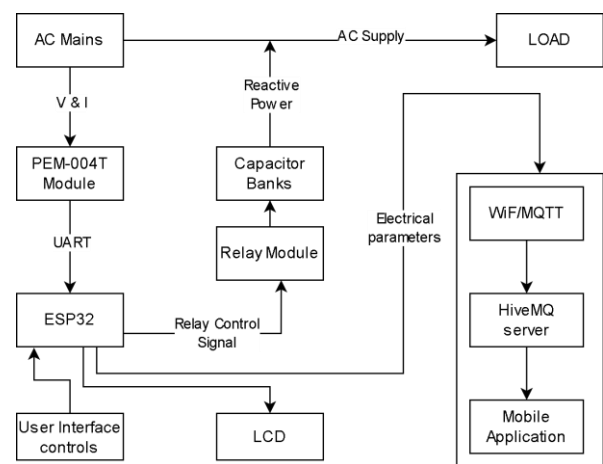 AC Mains
AC Supply
LOAD
V & I
Reactive
Power
PEM-004T
Module
Capacitor
Banks
WiF/MQTT
Electrical
parameters
UART
Relay Module
ESP32
Relay Control
Signal
HiveMQ
server
User Interface
controls
LCD
Mobile
Application